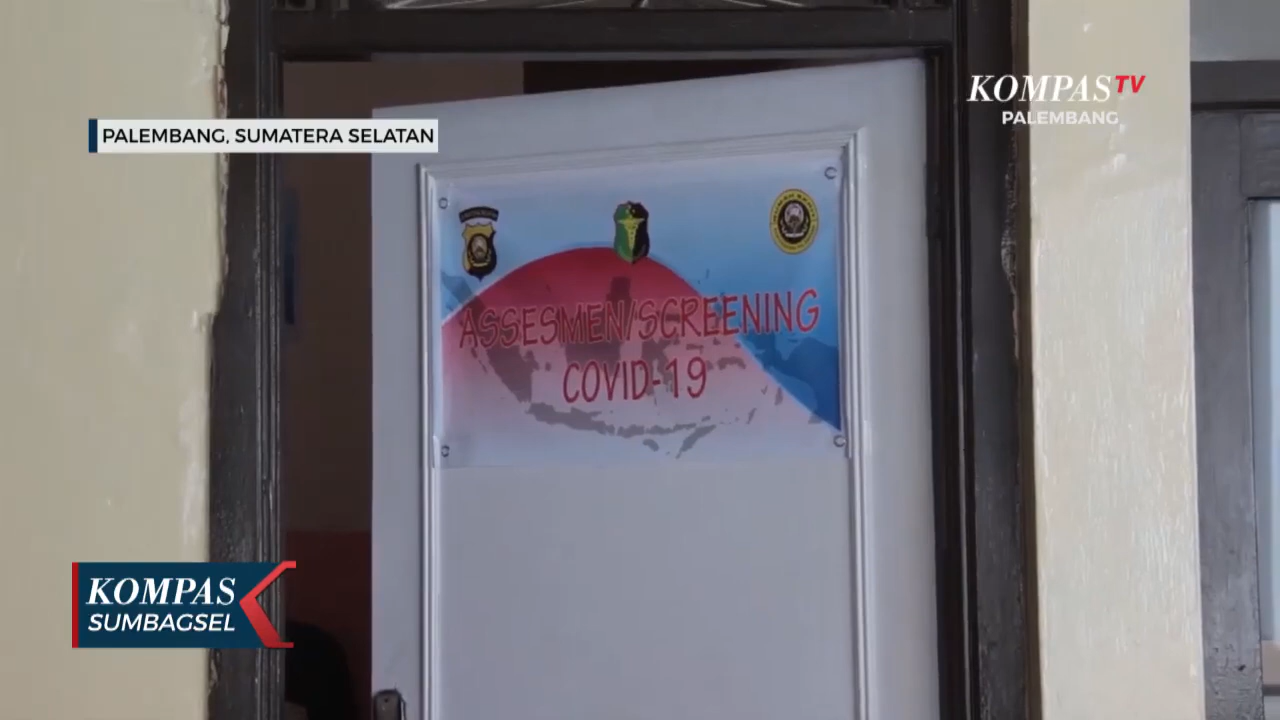 KOMPAS TV
PALEMBANG
PALEMBANG, SUMATERA SELATAN
ASSESMEN/SCREENING
COVID-19
KOMPAS
SUMBAGSEL